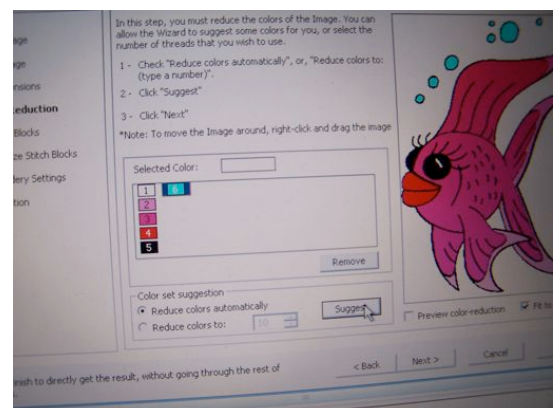 age
age
ensions
eduction
Blocks
ze Stitch Blocks
dery Settings
tion
In this step, you must reduce the colors of the Image. You can
allow the Wizard to suggest some colors for you, or select the
number of threads that you wish to use.
1 - Check "Reduce colors automatically", or, "Reduce colors to:
(type a number)".
2 - Click "Suggest"
3 - Click "Next"
*Note: To move the Image around, right-click and drag the image
Selected Color:
1 6
2
3
4
5
Remove
Color set suggestion
Reduce colors automatically
Reduce colors to: 10
Sugges
Preview color-reduction Fit to
inish to directly get the result, without going through the rest of
< Back Next > Cancel